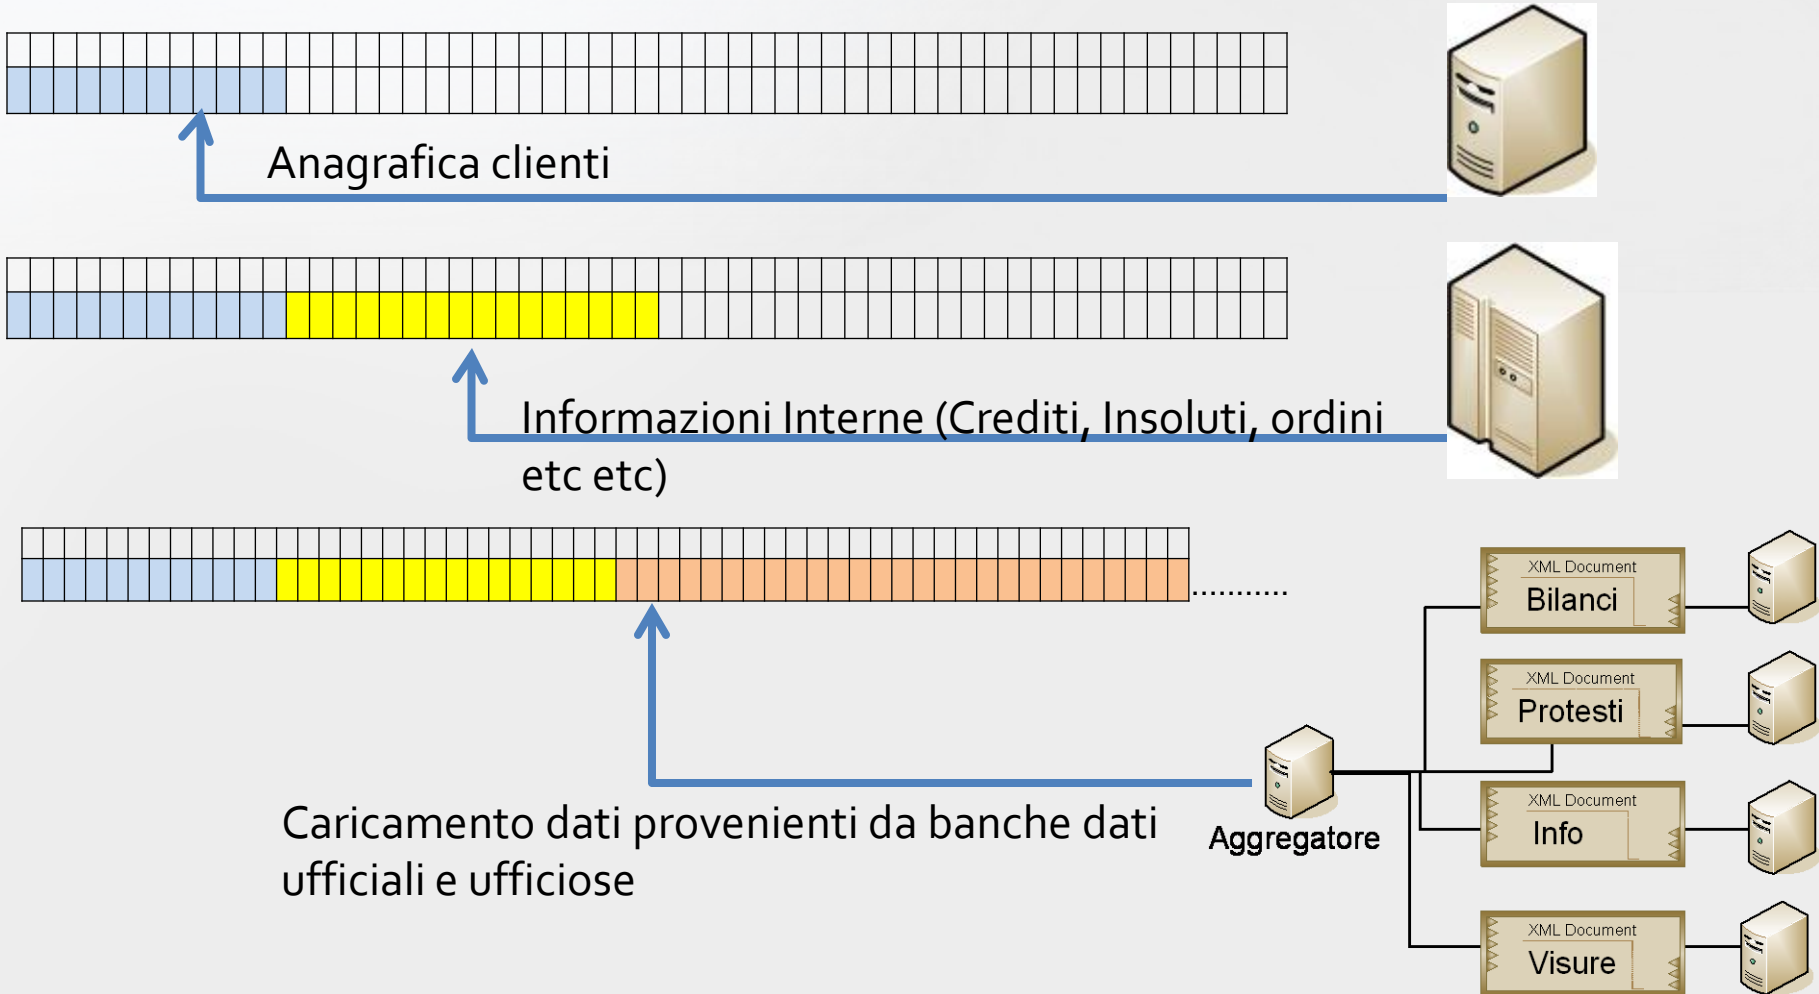 Anagrafica clienti
Informazioni Interne (Crediti, Insoluti, ordini
etc etc)
...........
XML Document
Bilanci
XML Document
Protesti
XML Document
Info
XML Document
Visure
Aggregatore
Caricamento dati provenienti da banche dati
ufficiali e ufficiose